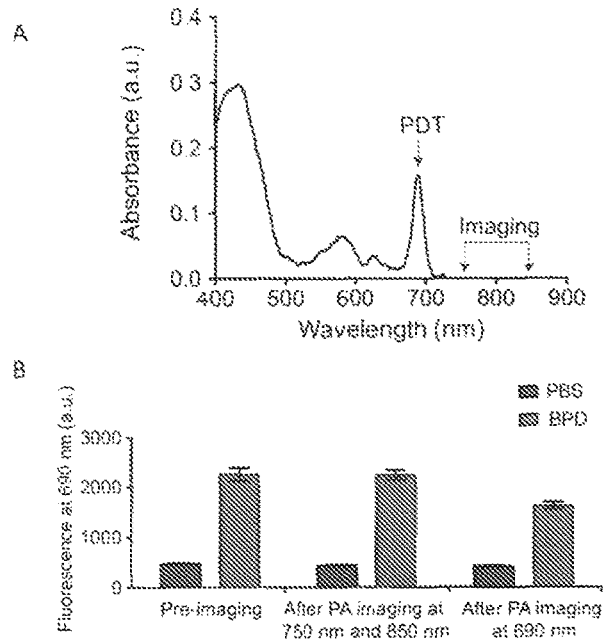 A
Absorbance (a.u.)
0.4
0.3
0.2
0.1
0.0
PDT
Imaging
400 500 600 700 800 900
Wavelength (nm)
B
PBS
BPD
Fluorescence at 690 nm (a.u.)
3000
2000
1000
0
Pre-imaging
After PA imaging at
750 nm and 850 nm
After PA imaging
at 690 nm